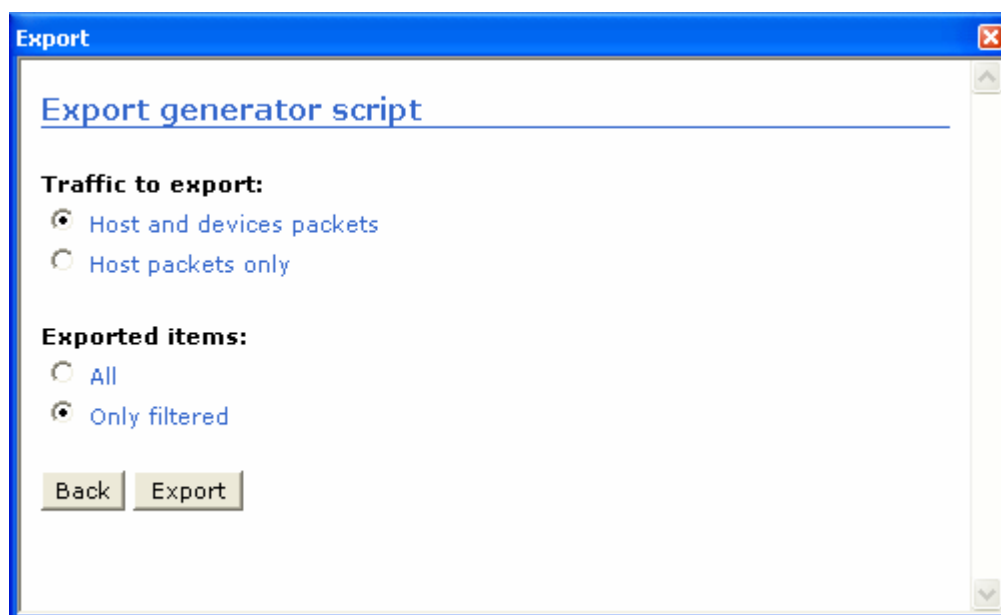 Export
Export generator script
Traffic to export:
Host and devices packets
Host packets only
Exported items:
All
Only filtered
Back Export